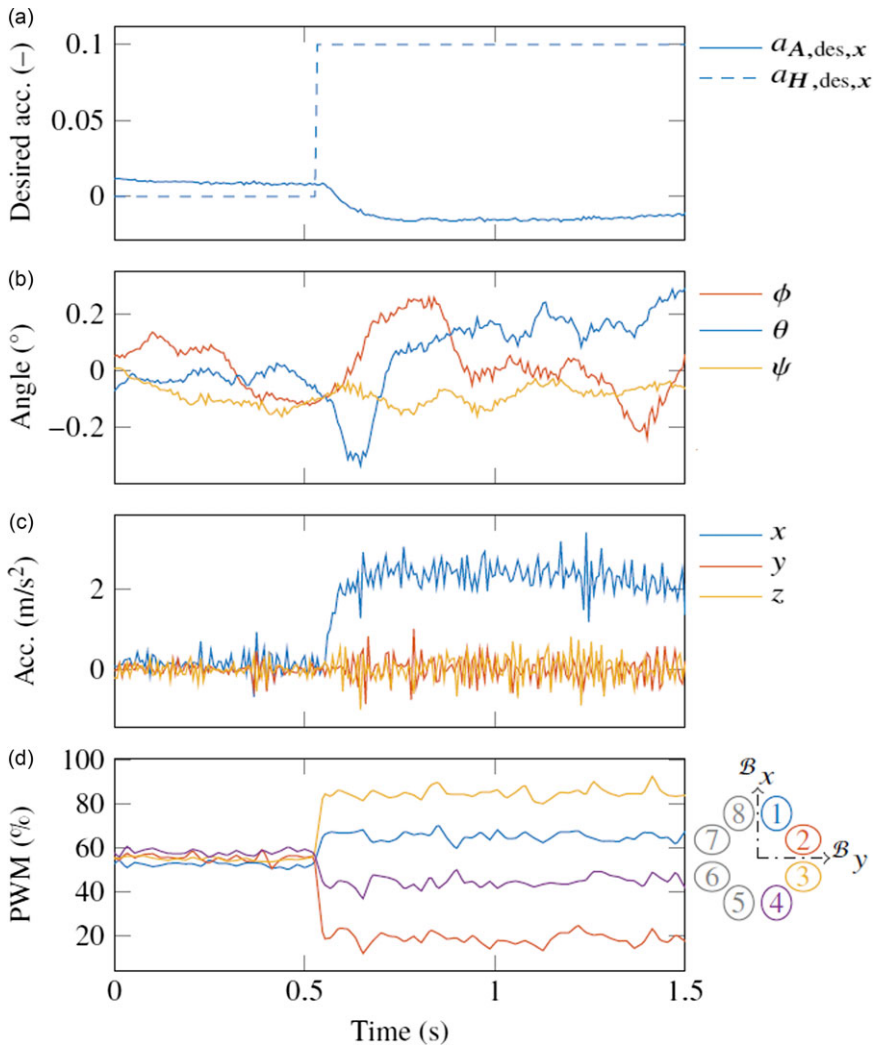 (a)
Desired acc. (−)
0.1
0.05
0
a_A,des,x
a_H,des,x
(b)
Angle (°)
0.2
0
−0.2
ϕ
θ
ψ
(c)
Acc. (m/s²)
2
0
x
y
z
(d)
PWM (%)
100
80
60
40
20
0
0.5
1
1.5
Time (s)
ℬx
8 1
7 2
ℬy
6 3
5 4